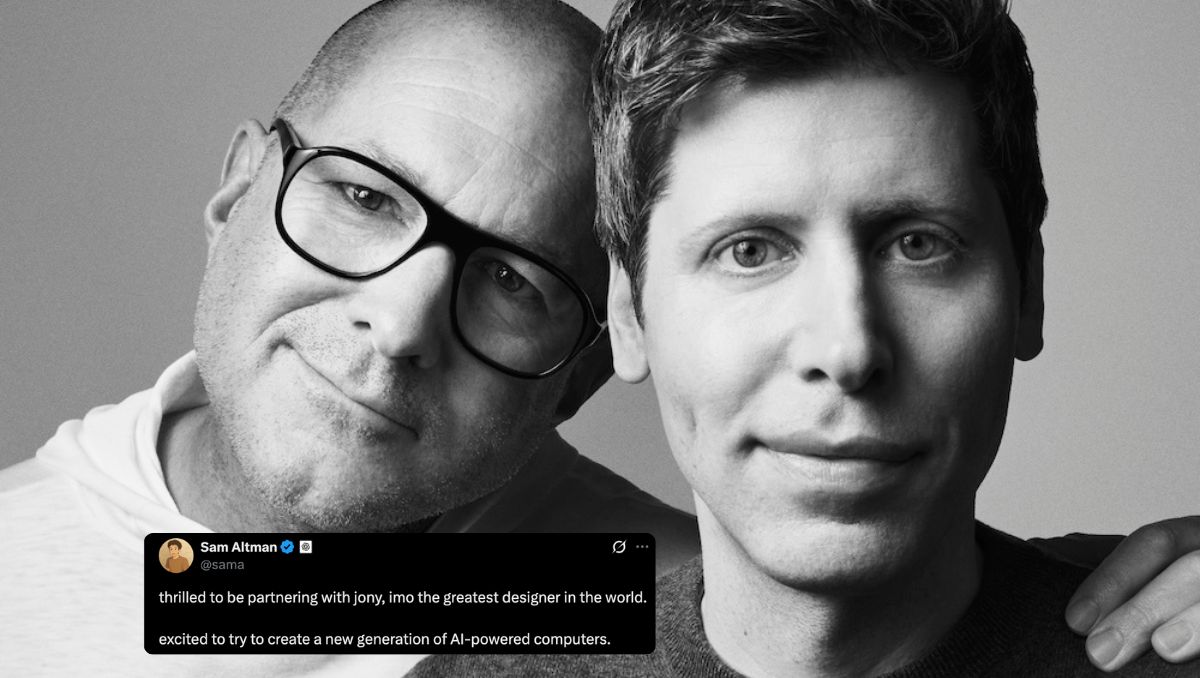 Sam Altman
@sama
thrilled to be partnering with jony, imo the greatest designer in the world.
excited to try to create a new generation of AI-powered computers.